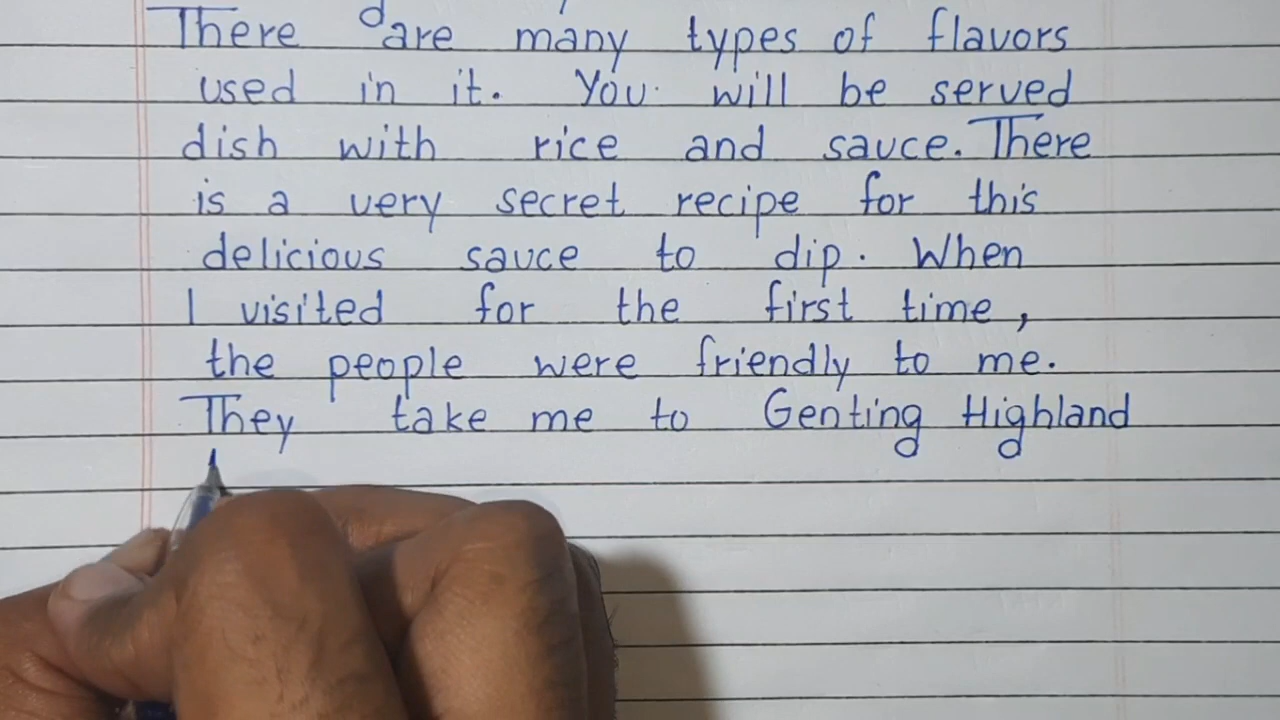 There are many types of flavors
used in it. You will be served
dish with rice and sauce. There
is a very secret recipe for this
delicious sauce to dip. When
I visited for the first time,
the people were friendly to me.
They take me to Genting Highland